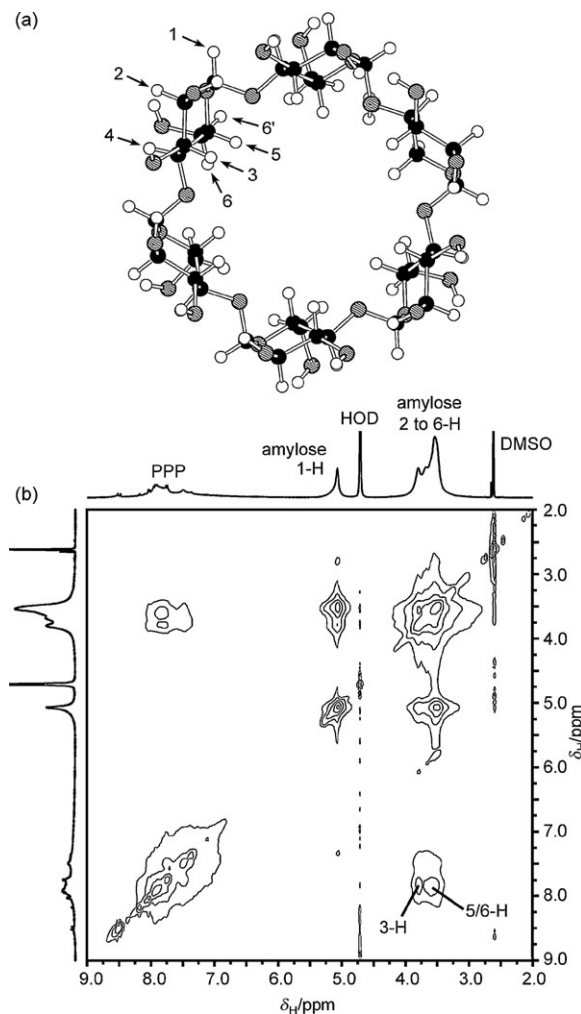 (a)
1
2
6'
4
5
3
6
HOD
amylose
2 to 6-H
amylose
1-H
DMSO
PPP
(b)
2.0
3.0
4.0
5.0
6.0
7.0
8.0
9.0
δH/ppm
3-H
5/6-H
9.0 8.0 7.0 6.0 5.0 4.0 3.0 2.0
δH/ppm